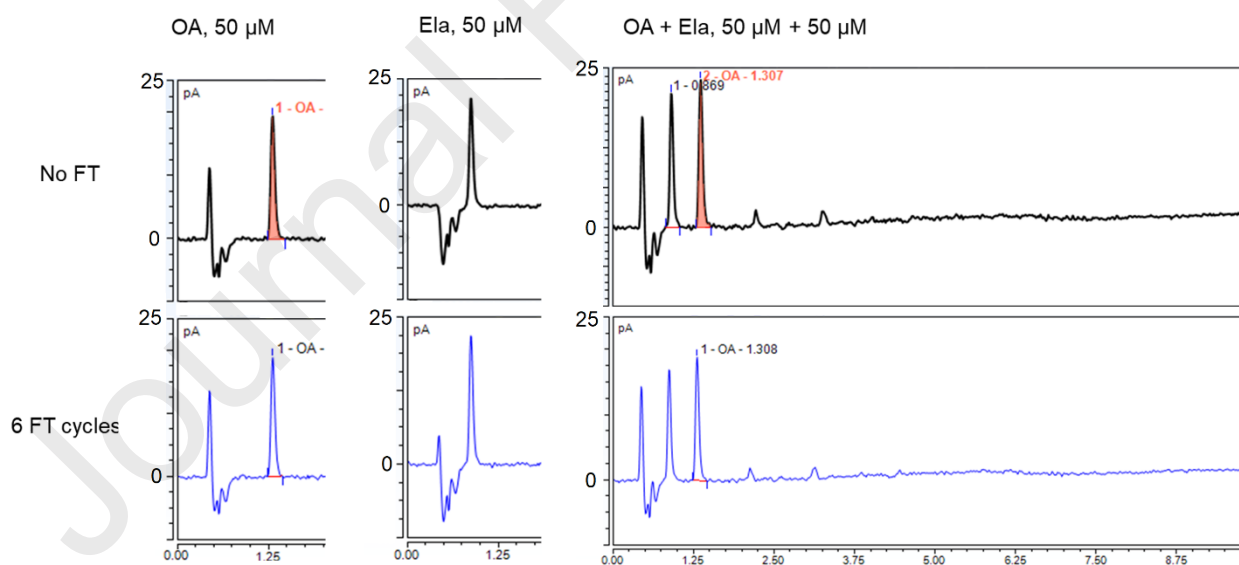 OA, 50 µM
Ela, 50 µM
OA + Ela, 50 µM + 50 µM
No FT
25
pA
1 - OA -
0
25
0
25
pA
1 - 0.869
2 - OA - 1.307
0
6 FT cycles
25
pA
1 - OA -
0
0.00
1.25
25
0
0.00
1.25
25
pA
1 - OA - 1.308
0
0.00
1.25
2.50
3.75
5.00
6.25
7.50
8.75
Journal